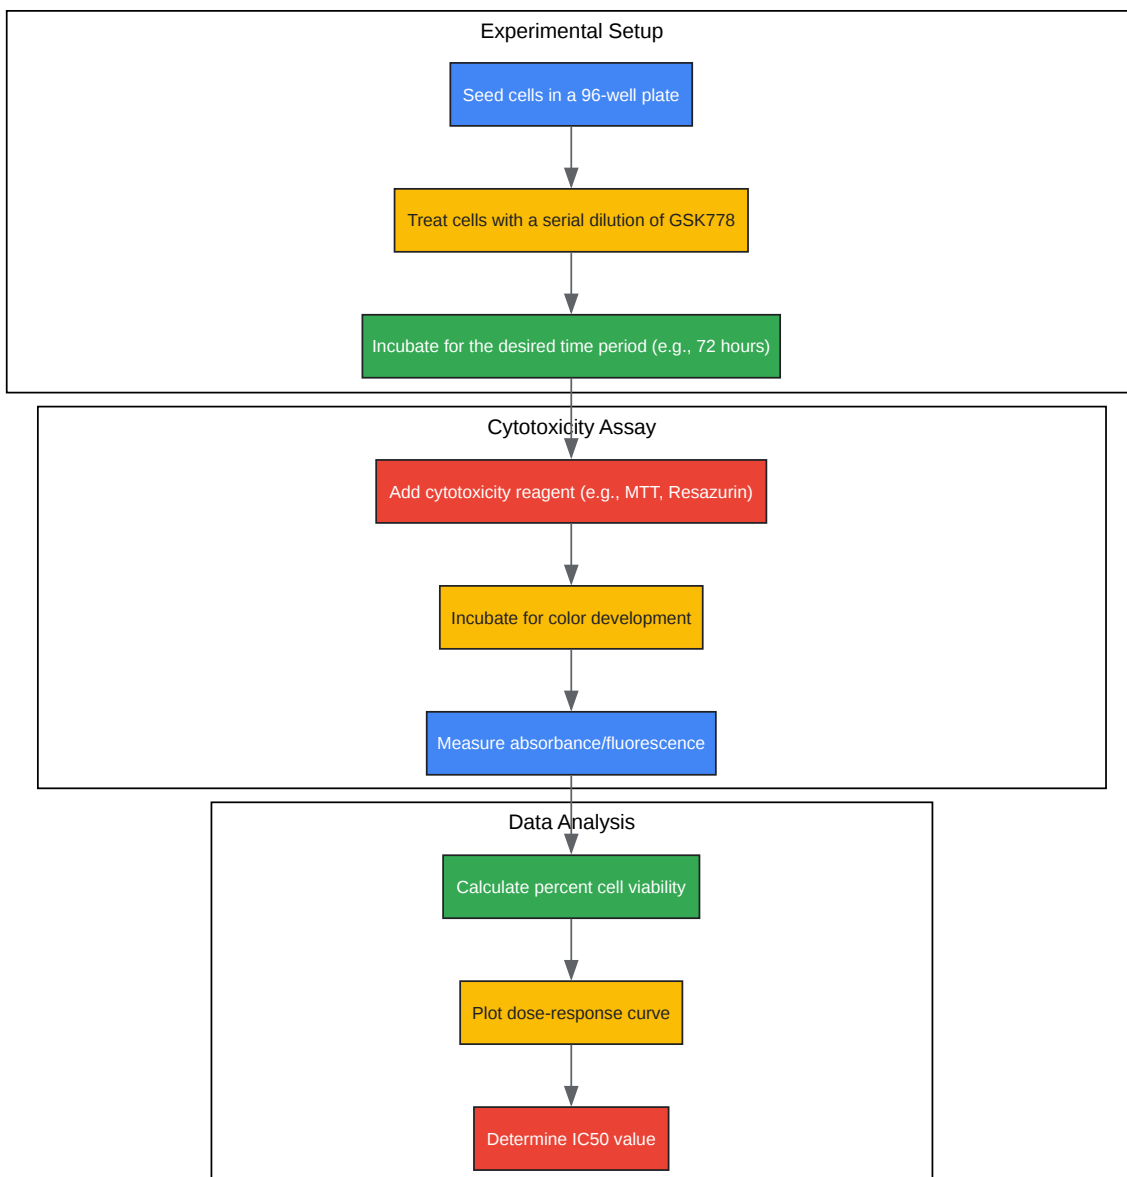 Experimental Setup
Seed cells in a 96-well plate
Treat cells with a serial dilution of GSK778
Incubate for the desired time period (e.g., 72 hours)
Cytotoxicity Assay
Add cytotoxicity reagent (e.g., MTT, Resazurin)
Incubate for color development
Measure absorbance/fluorescence
Data Analysis
Calculate percent cell viability
Plot dose-response curve
Determine IC50 value